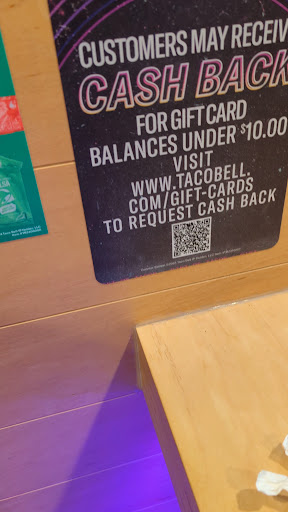 CUSTOMERS MAY RECEIV
CASH BACK
FOR GIFT CARD
BALANCES UNDER $10.00
VISIT
WWW.TACOBELL.
COM/GIFT-CARDS
TO REQUEST CASH BACK